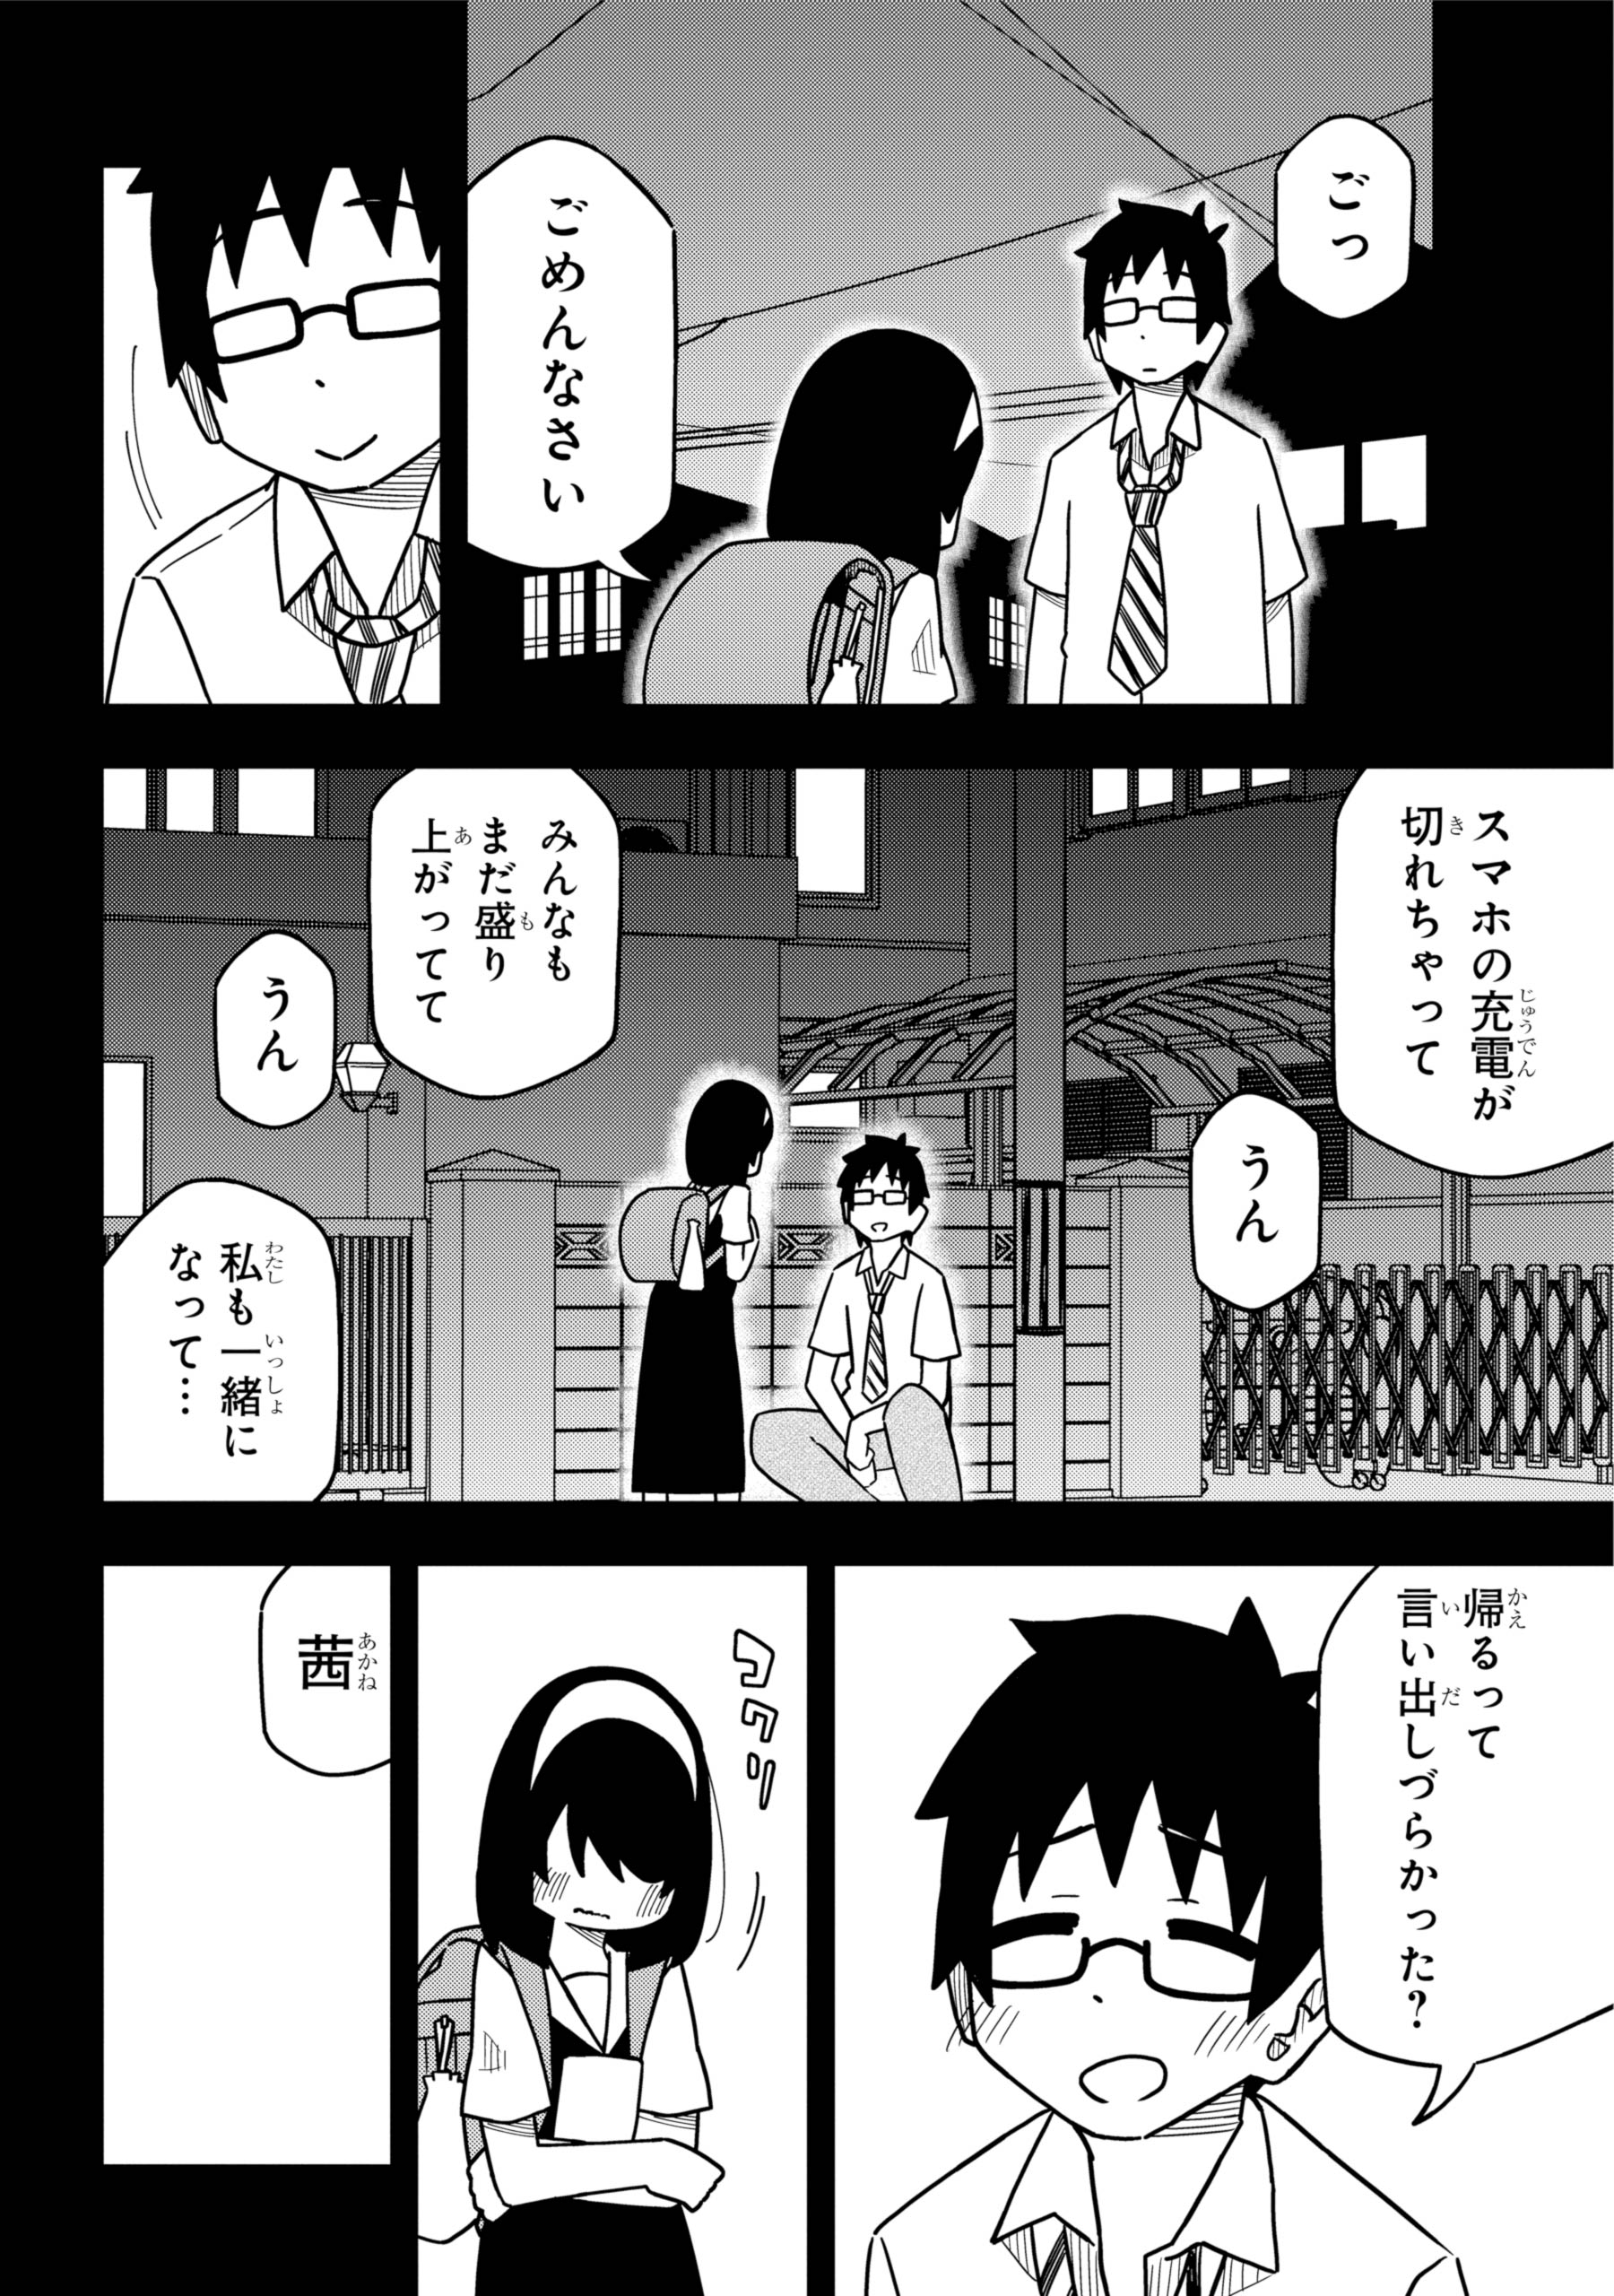 ごっ
ごめんなさい
スマホの充電が
切れちゃって
うん
みんなも
まだ盛り
上がってて
うん
私も一緒に
なって…
帰るって
言い出しづらかった?
コクリ
茜